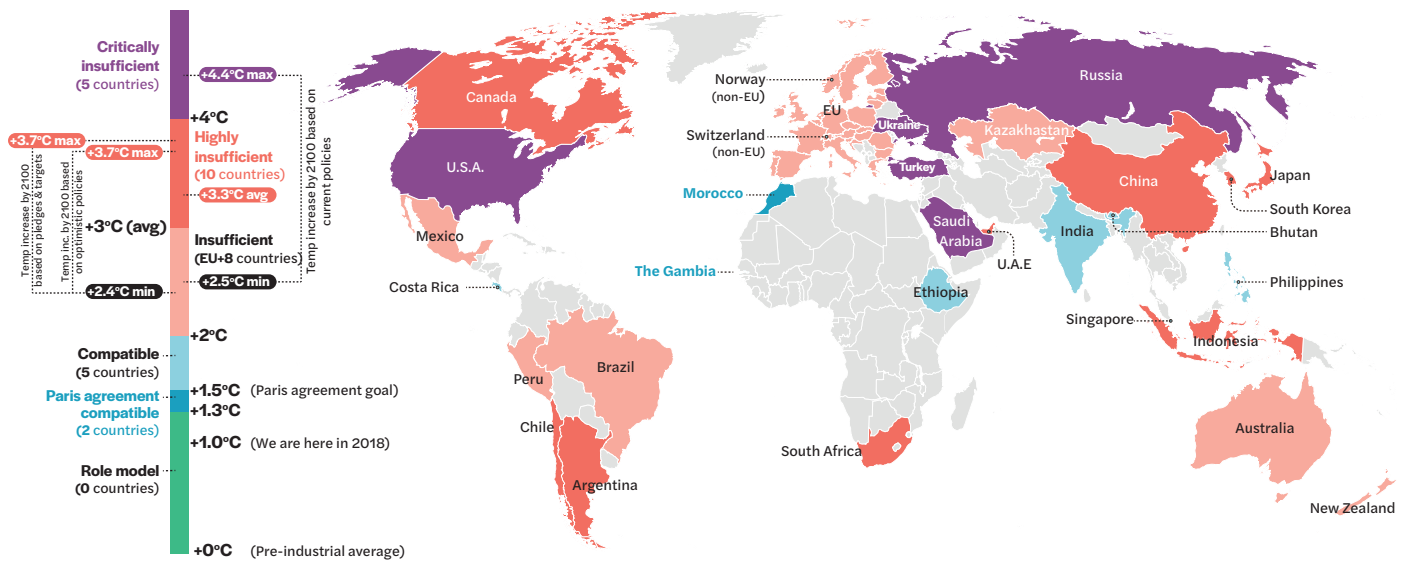 Critically
insufficient
(5 countries)
+4.4°C max
+4°C
+3.7°C max
+3.7°C max
Highly
insufficient
(10 countries)
+3.3°C avg
+3°C (avg)
Insufficient
(EU+8 countries)
+2.5°C min
+2.4°C min
Temp increase by 2100
based on pledges & targets
Temp inc. by 2100 based
on optimistic policies
Temp increase by 2100 based on
current policies
+2°C
Compatible
(5 countries)
+1.5°C (Paris agreement goal)
Paris agreement
compatible
(2 countries)
+1.3°C
+1.0°C (We are here in 2018)
Role model
(0 countries)
+0°C (Pre-industrial average)
Canada
U.S.A.
Mexico
Costa Rica
Peru
Brazil
Chile
Argentina
Norway
(non-EU)
EU
Switzerland
(non-EU)
Ukraine
Turkey
Morocco
The Gambia
Saudi
Arabia
U.A.E
Ethiopia
South Africa
Russia
Kazakhstan
China
India
Japan
South Korea
Bhutan
Philippines
Singapore
Indonesia
Australia
New Zealand